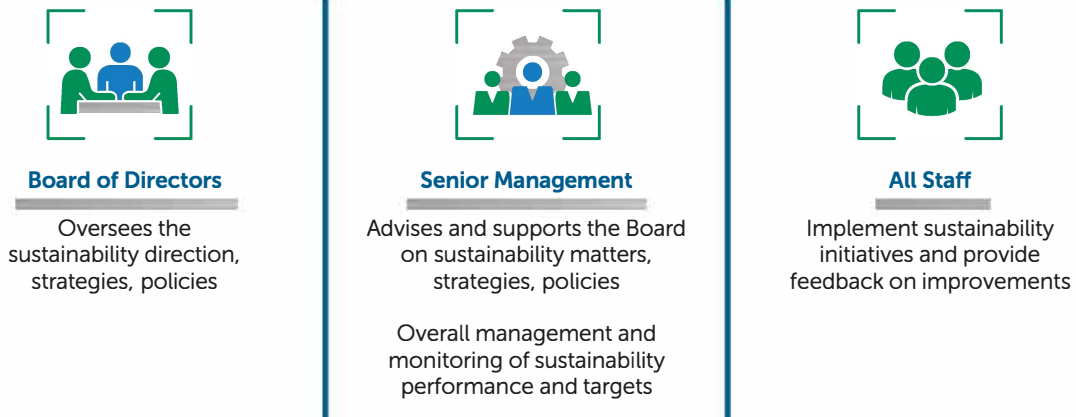 Board of Directors
Oversees the
sustainability direction,
strategies, policies
Senior Management
Advises and supports the Board
on sustainability matters,
strategies, policies
Overall management and
monitoring of sustainability
performance and targets
All Staff
Implement sustainability
initiatives and provide
feedback on improvements